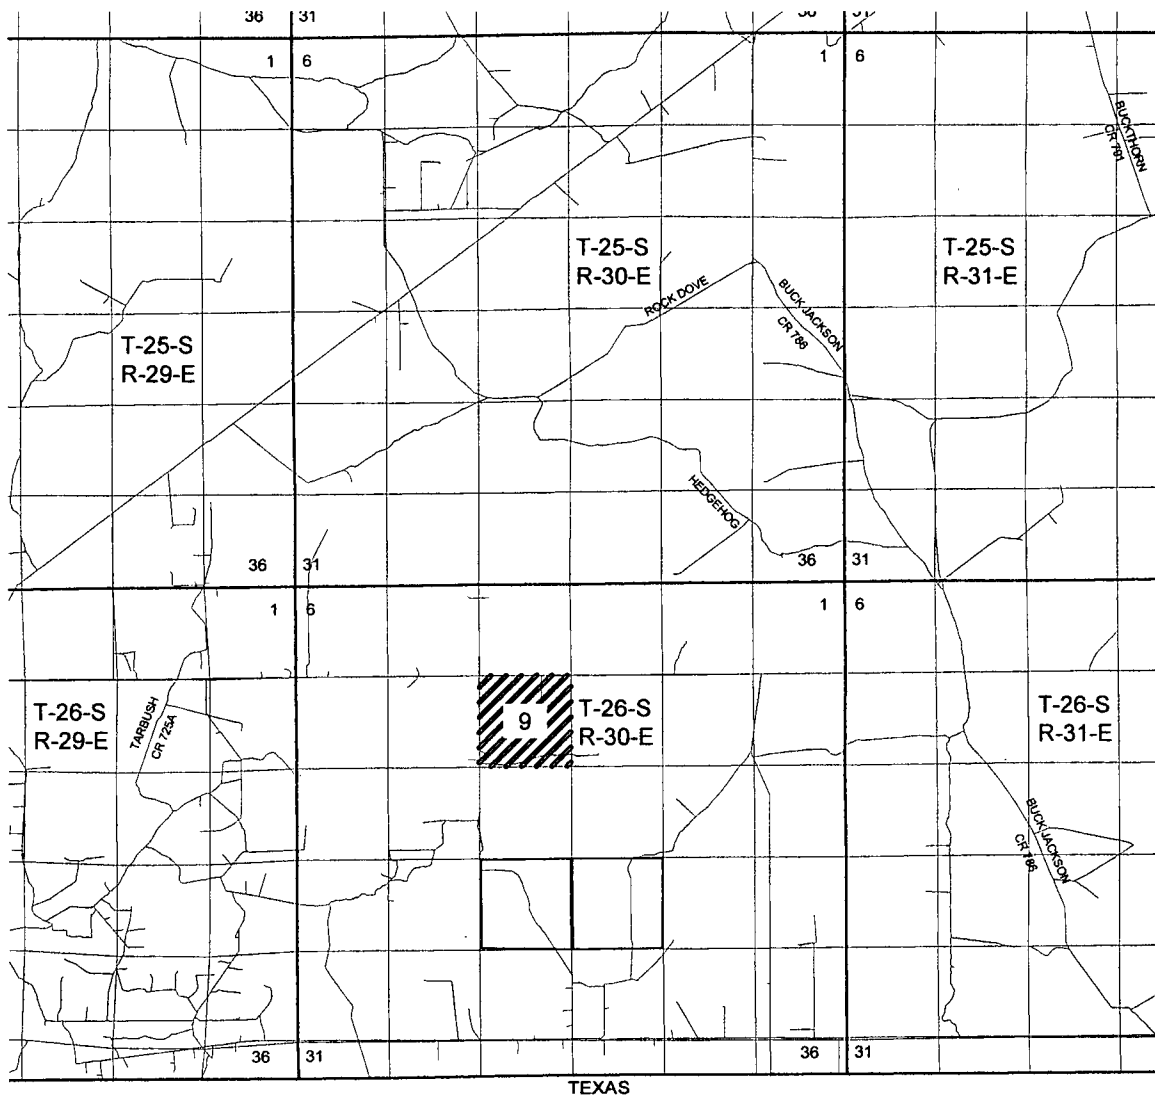 36 31 36 31
1 6 1 6
BUCKTHORN
CR 791
T-25-S
R-30-E
T-25-S
R-31-E
ROCK DOVE
BUCK JACKSON
CR 786
T-25-S
R-29-E
HEDGEHOG
36 31 36 31
1 6 1 6
T-26-S
R-29-E
TARBUSH
CR 725A
9
T-26-S
R-30-E
T-26-S
R-31-E
BUCK JACKSON
CR 786
36 31 36 31
TEXAS